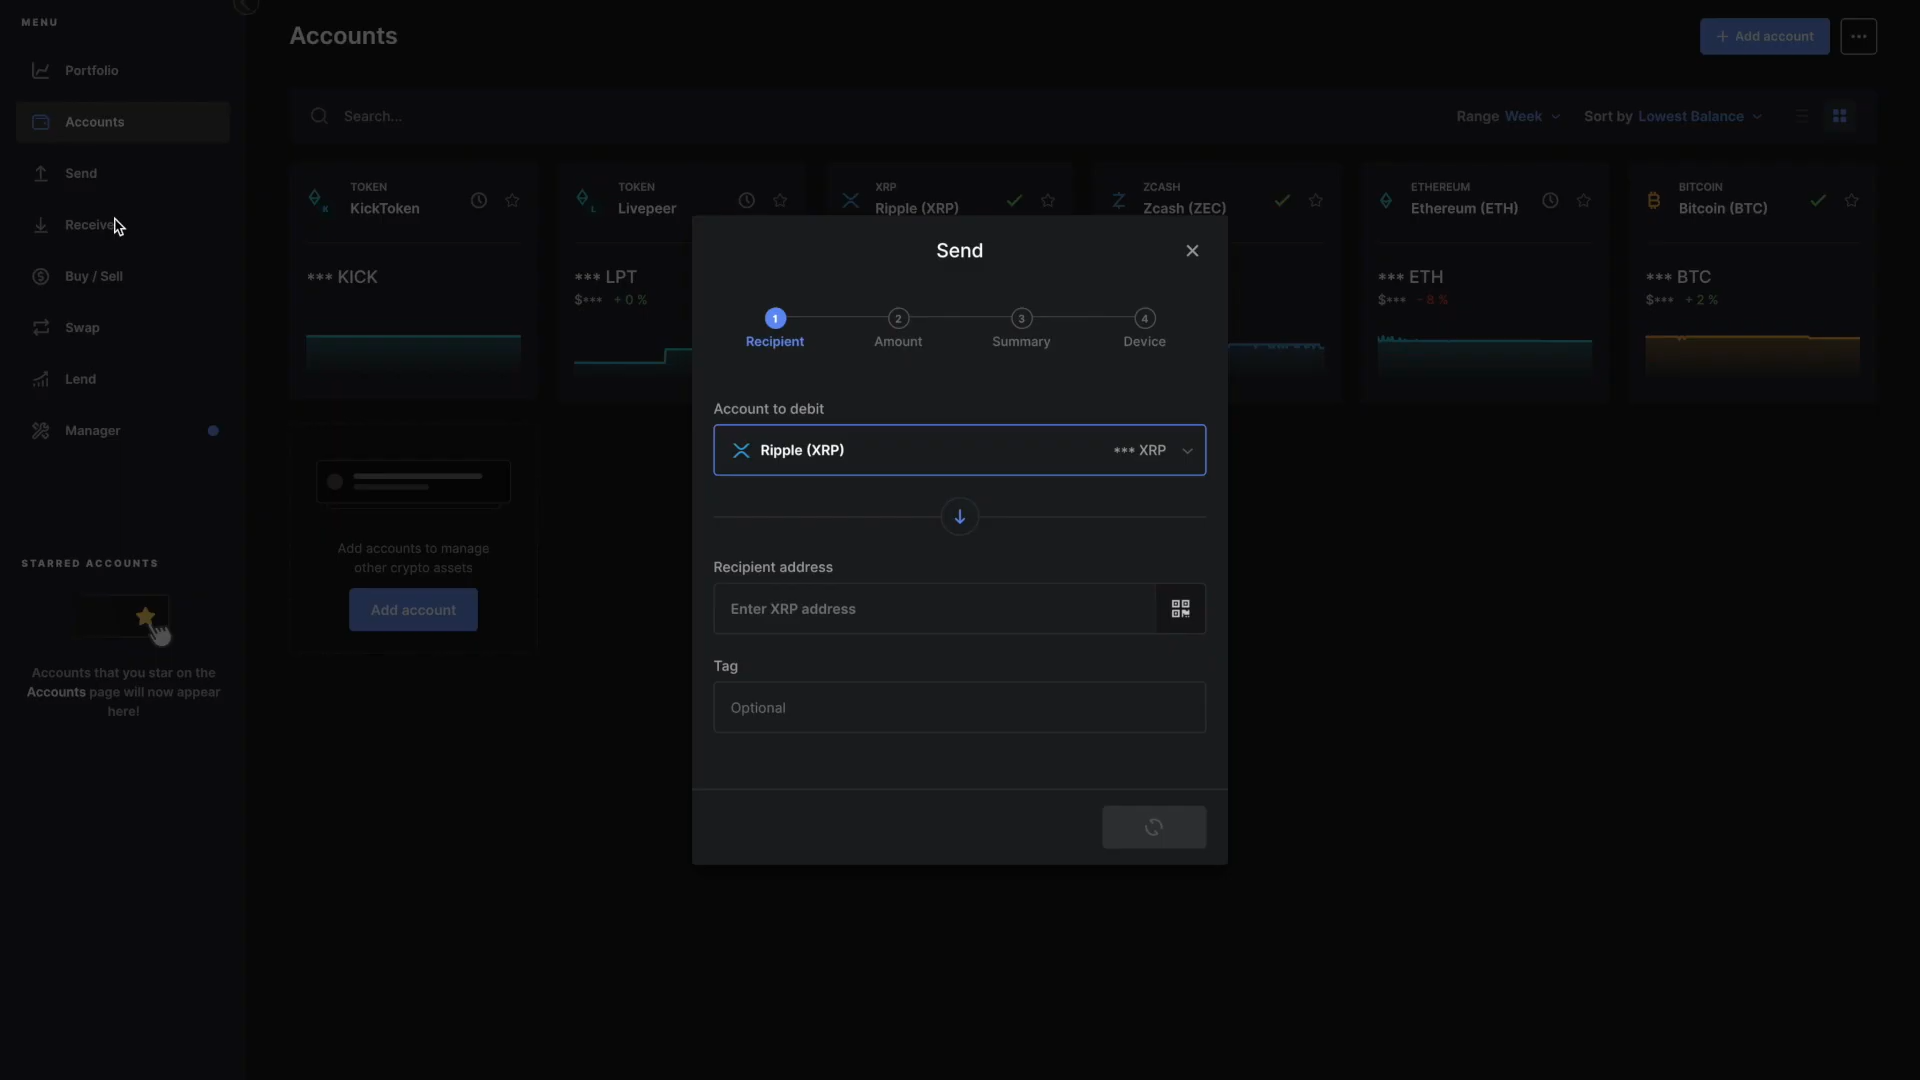 MENU
Portfolio
Accounts
Send
Receive
Buy / Sell
Swap
Lend
Manager
STARRED ACCOUNTS
Accounts that you star on the
Accounts page will now appear
here!
Accounts
+ Add account
Search...
Range Week
Sort by Lowest Balance
TOKEN
KickToken
*** KICK
TOKEN
Livepeer
*** LPT
$*** + 0 %
XRP
Ripple (XRP)
ZCASH
Zcash (ZEC)
ETHEREUM
Ethereum (ETH)
*** ETH
$*** - 8 %
BITCOIN
Bitcoin (BTC)
*** BTC
$*** + 2 %
Add accounts to manage
other crypto assets
Add account
Send
1 2 3 4
Recipient Amount Summary Device
Account to debit
Ripple (XRP) *** XRP
Recipient address
Enter XRP address
Tag
Optional